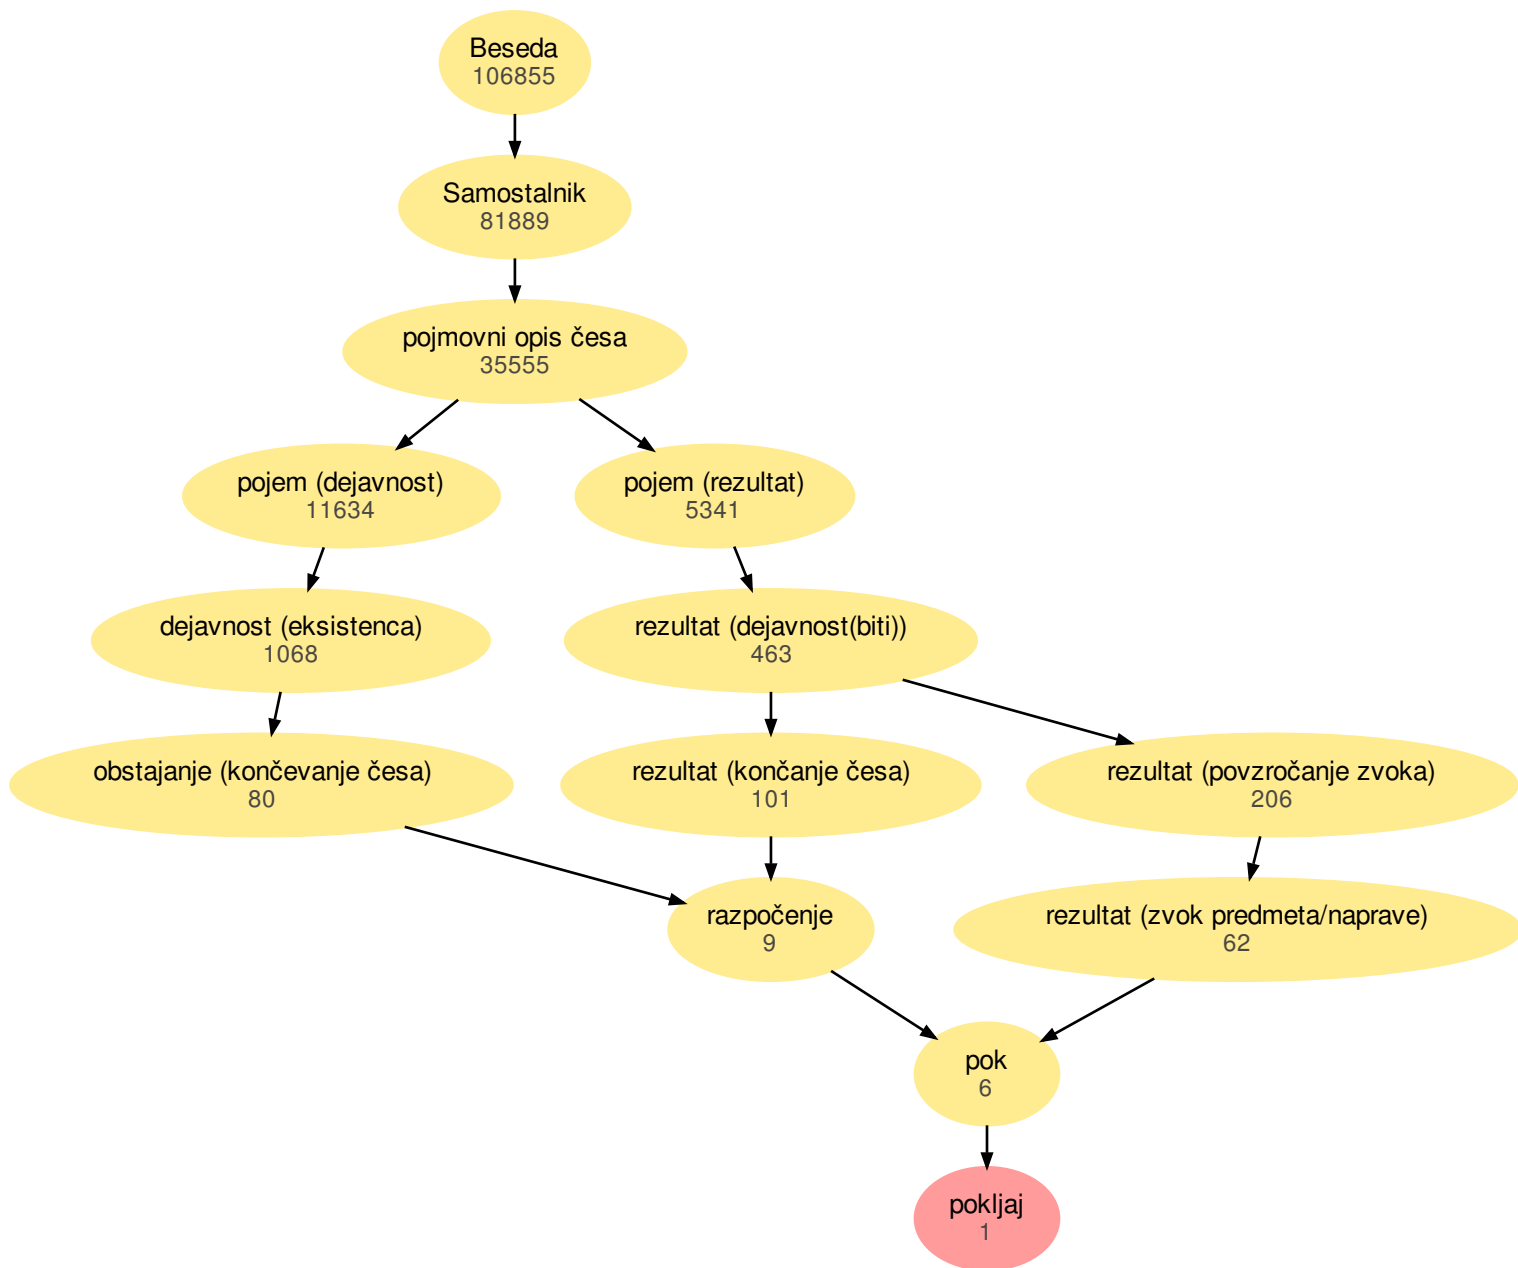 Beseda
106855
Samostalnik
81889
pojmovni opis česa
35555
pojem (dejavnost)
11634
pojem (rezultat)
5341
dejavnost (eksistenca)
1068
rezultat (dejavnost(biti))
463
obstajanje (končevanje česa)
80
rezultat (končanje česa)
101
rezultat (povzročanje zvoka)
206
razpočenje
9
rezultat (zvok predmeta/naprave)
62
pok
6
pokljaj
1